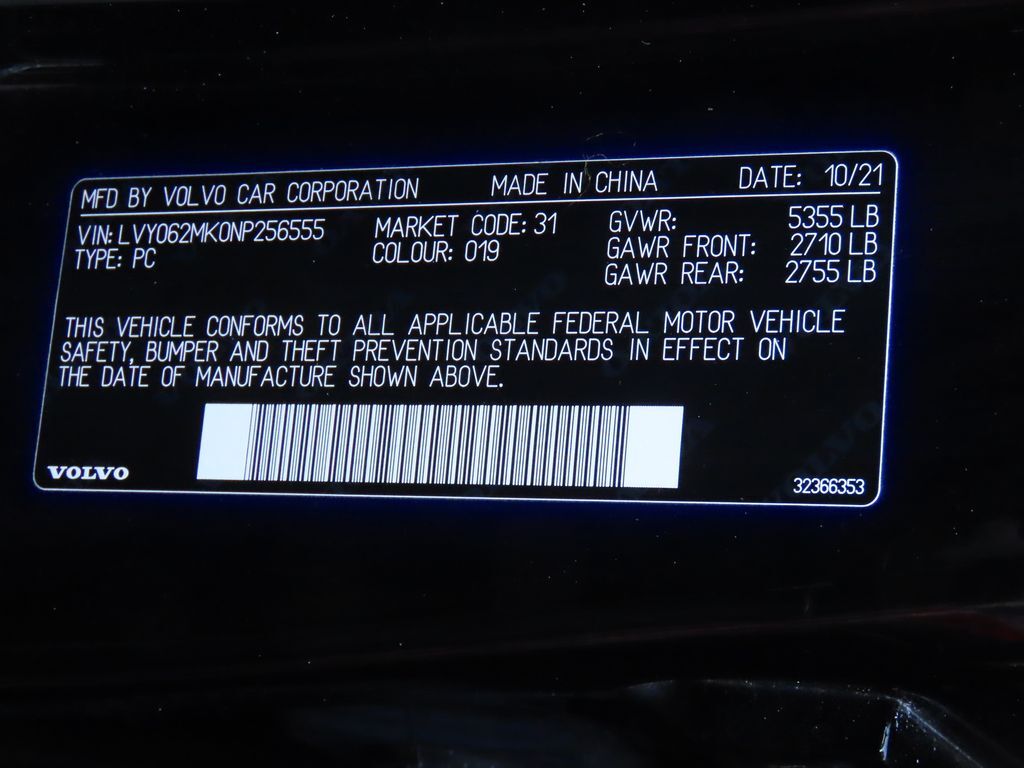 MFD BY VOLVO CAR CORPORATION MADE IN CHINA DATE: 10/21
VIN: LVY062MK0NP256555 MARKET CODE: 31 GVWR: 5355 LB
TYPE: PC COLOUR: 019 GAWR FRONT: 2710 LB
GAWR REAR: 2755 LB
THIS VEHICLE CONFORMS TO ALL APPLICABLE FEDERAL MOTOR VEHICLE
SAFETY, BUMPER AND THEFT PREVENTION STANDARDS IN EFFECT ON
THE DATE OF MANUFACTURE SHOWN ABOVE.
VOLVO 32366353